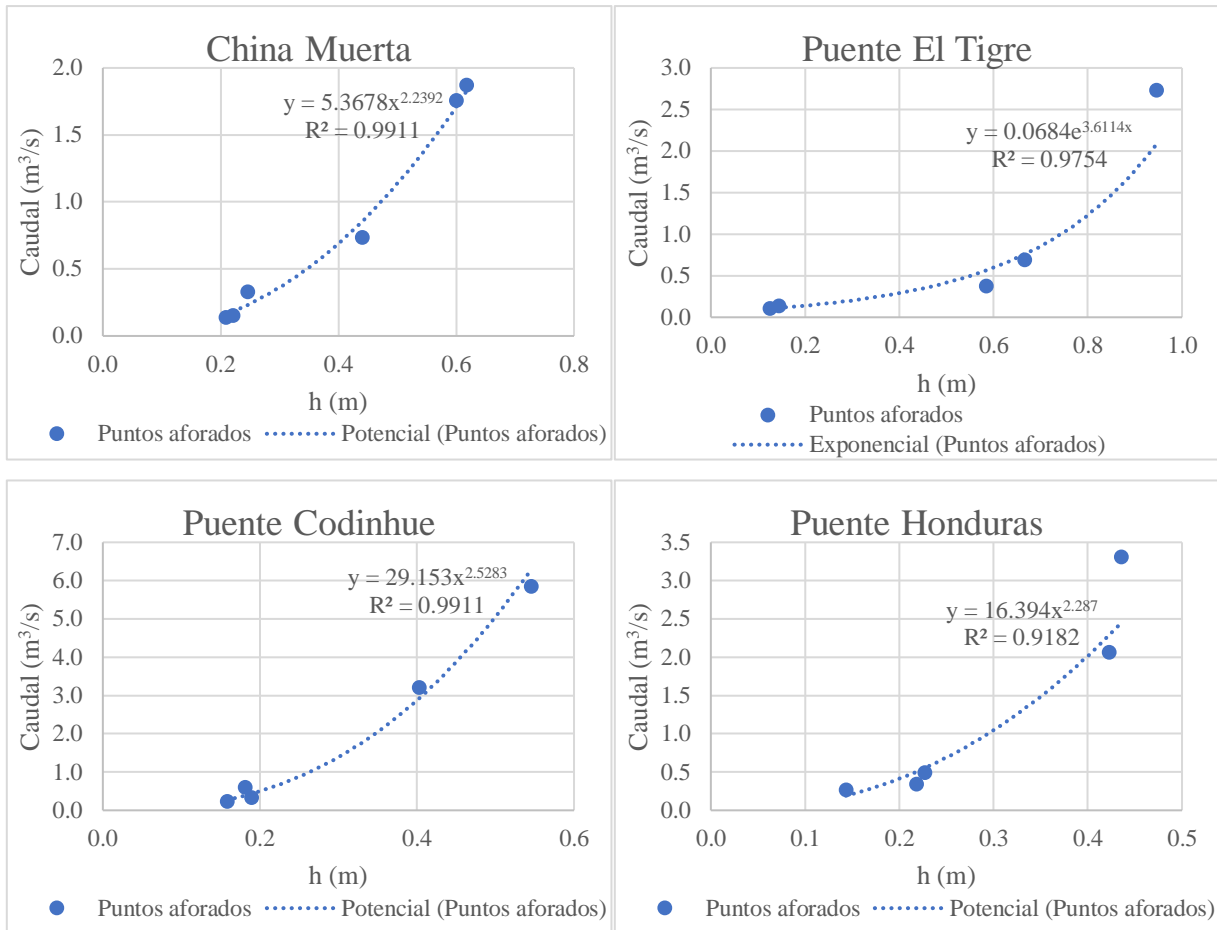 China Muerta
2.0
1.5
1.0
0.5
0.0
Caudal (m³/s)
y = 5.3678x^2.2392
R² = 0.9911
0.0 0.2 0.4 0.6 0.8
h (m)
Puntos aforados Potencial (Puntos aforados)
Puente El Tigre
3.0
2.5
2.0
1.5
1.0
0.5
0.0
Caudal (m³/s)
y = 0.0684e^3.6114x
R² = 0.9754
0.0 0.2 0.4 0.6 0.8 1.0
h (m)
Puntos aforados
Exponencial (Puntos aforados)
Puente Codinhue
7.0
6.0
5.0
4.0
3.0
2.0
1.0
0.0
Caudal (m³/s)
y = 29.153x^2.5283
R² = 0.9911
0.0 0.2 0.4 0.6
h (m)
Puntos aforados Potencial (Puntos aforados)
Puente Honduras
3.5
3.0
2.5
2.0
1.5
1.0
0.5
0.0
Caudal (m³/s)
y = 16.394x^2.287
R² = 0.9182
0.0 0.1 0.2 0.3 0.4 0.5
h (m)
Puntos aforados Potencial (Puntos aforados)